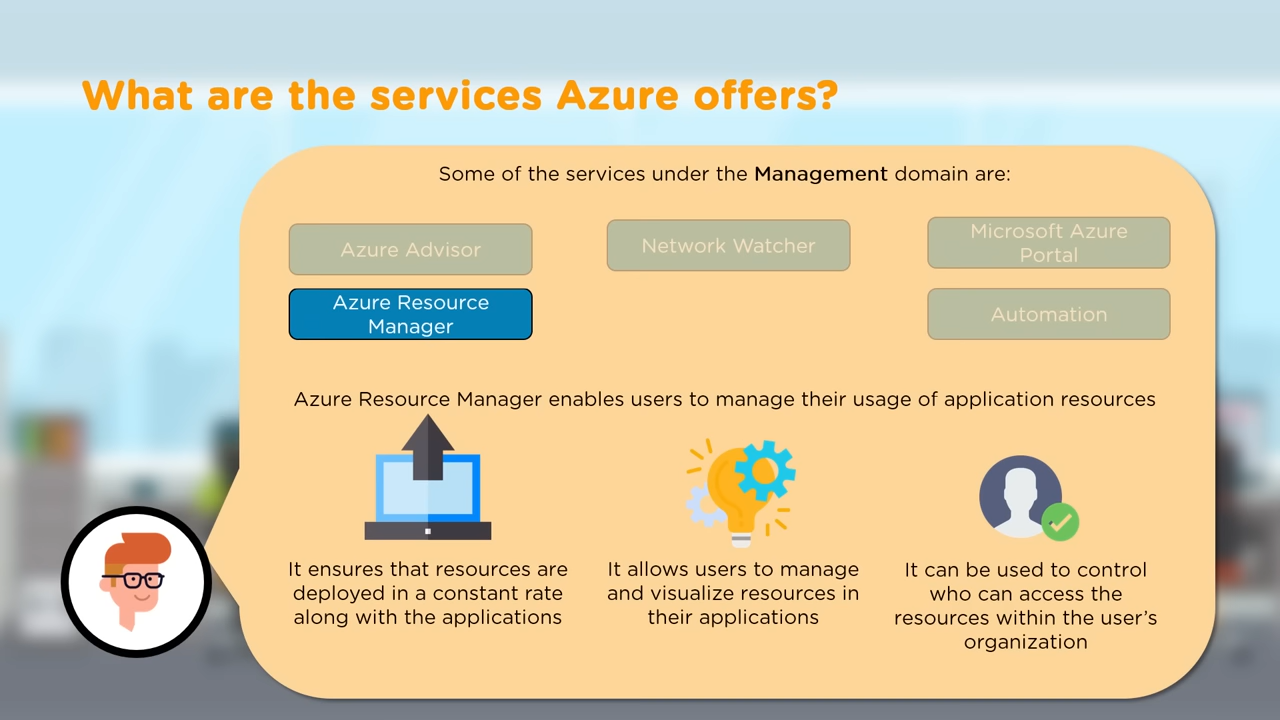 What are the services Azure offers?
Some of the services under the Management domain are:
Azure Advisor
Network Watcher
Microsoft Azure
Portal
Azure Resource
Manager
Automation
Azure Resource Manager enables users to manage their usage of application resources
It ensures that resources are
deployed in a constant rate
along with the applications
It allows users to manage
and visualize resources in
their applications
It can be used to control
who can access the
resources within the user's
organization